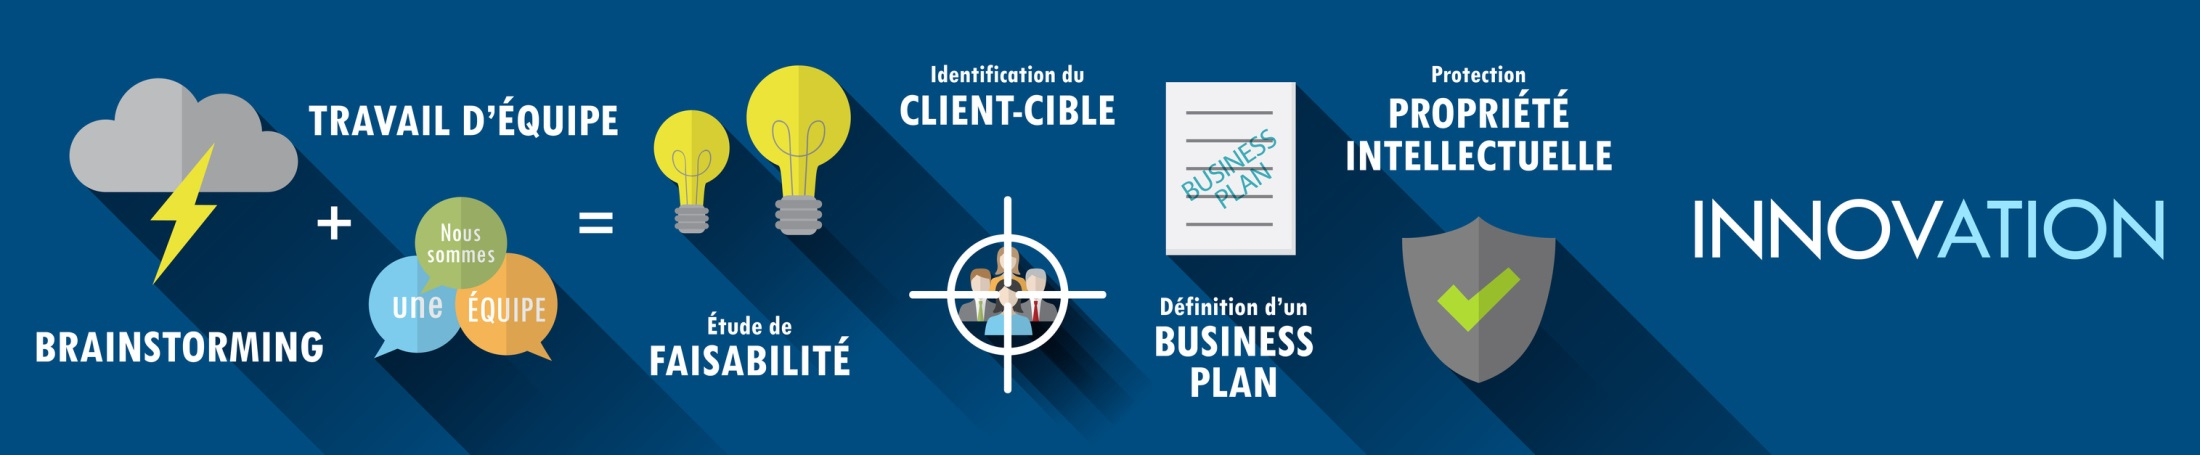 BRAINSTORMING
+
TRAVAIL D'ÉQUIPE
Nous
sommes
une
ÉQUIPE
=
Étude de
FAISABILITÉ
Identification du
CLIENT-CIBLE
BUSINESS
PLAN
Définition d'un
BUSINESS
PLAN
Protection
PROPRIÉTÉ
INTELLECTUELLE
INNOVATION